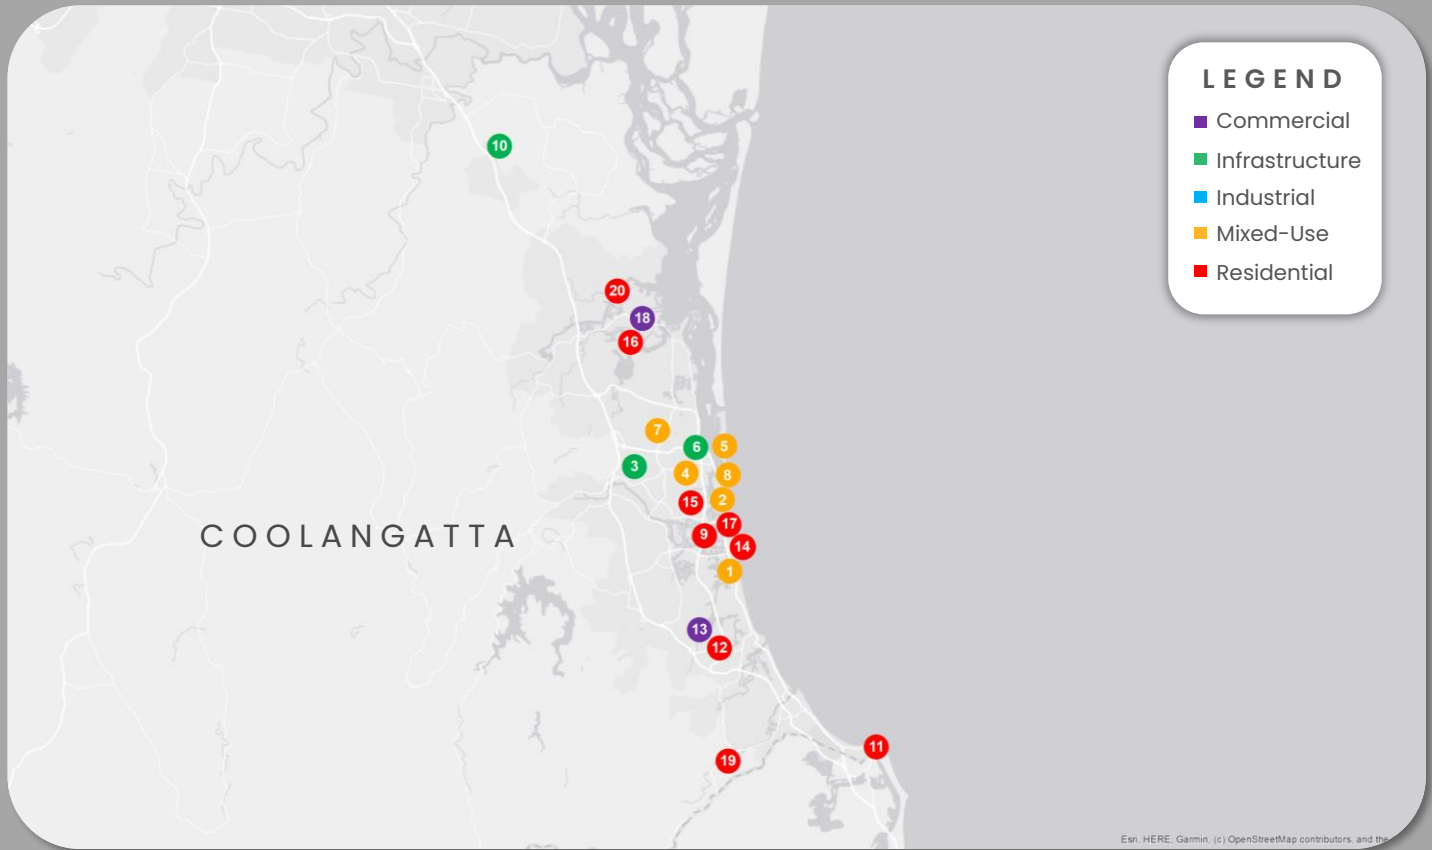 LEGEND
Commercial
Infrastructure
Industrial
Mixed-Use
Residential
10
20
18
16
7
6
5
3
4
8
15
2
17
9
14
1
13
12
11
19
COOLANGATTA
Esri, HERE, Garmin, (c) OpenStreetMap contributors, and the